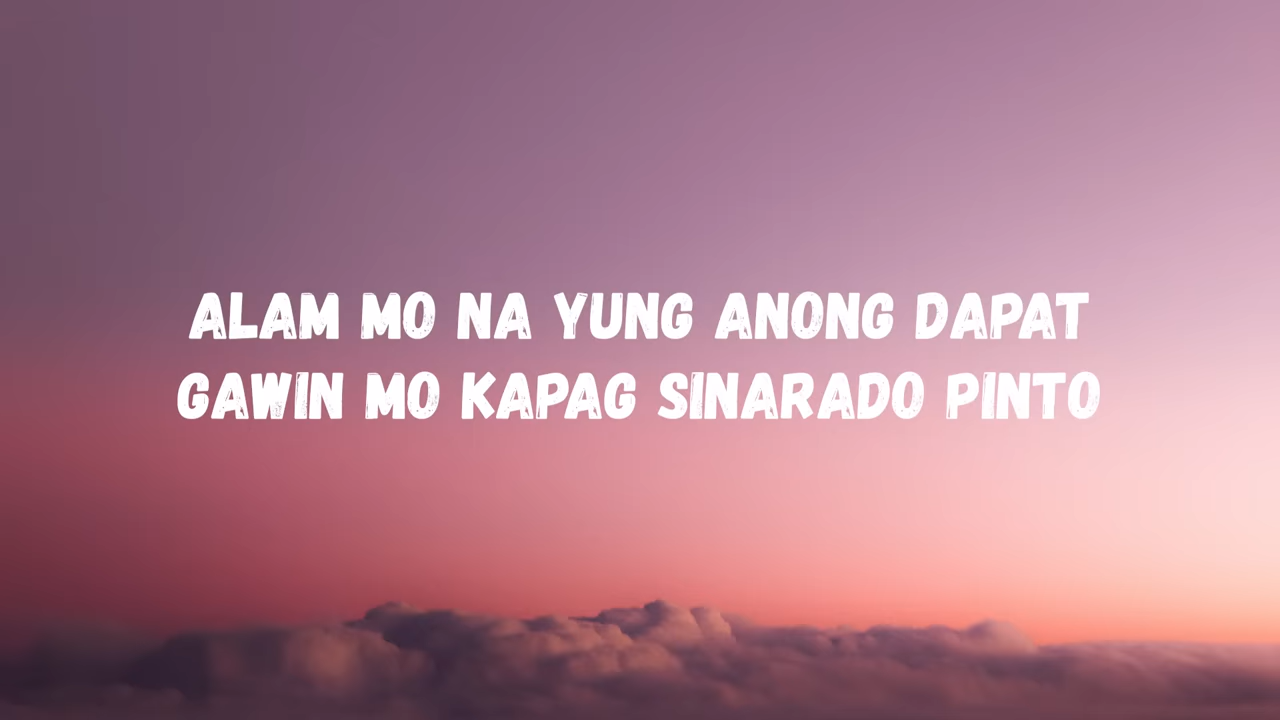 ALAM MO NA YUNG ANONG DAPAT
GAWIN MO KAPAG SINARADO PINTO